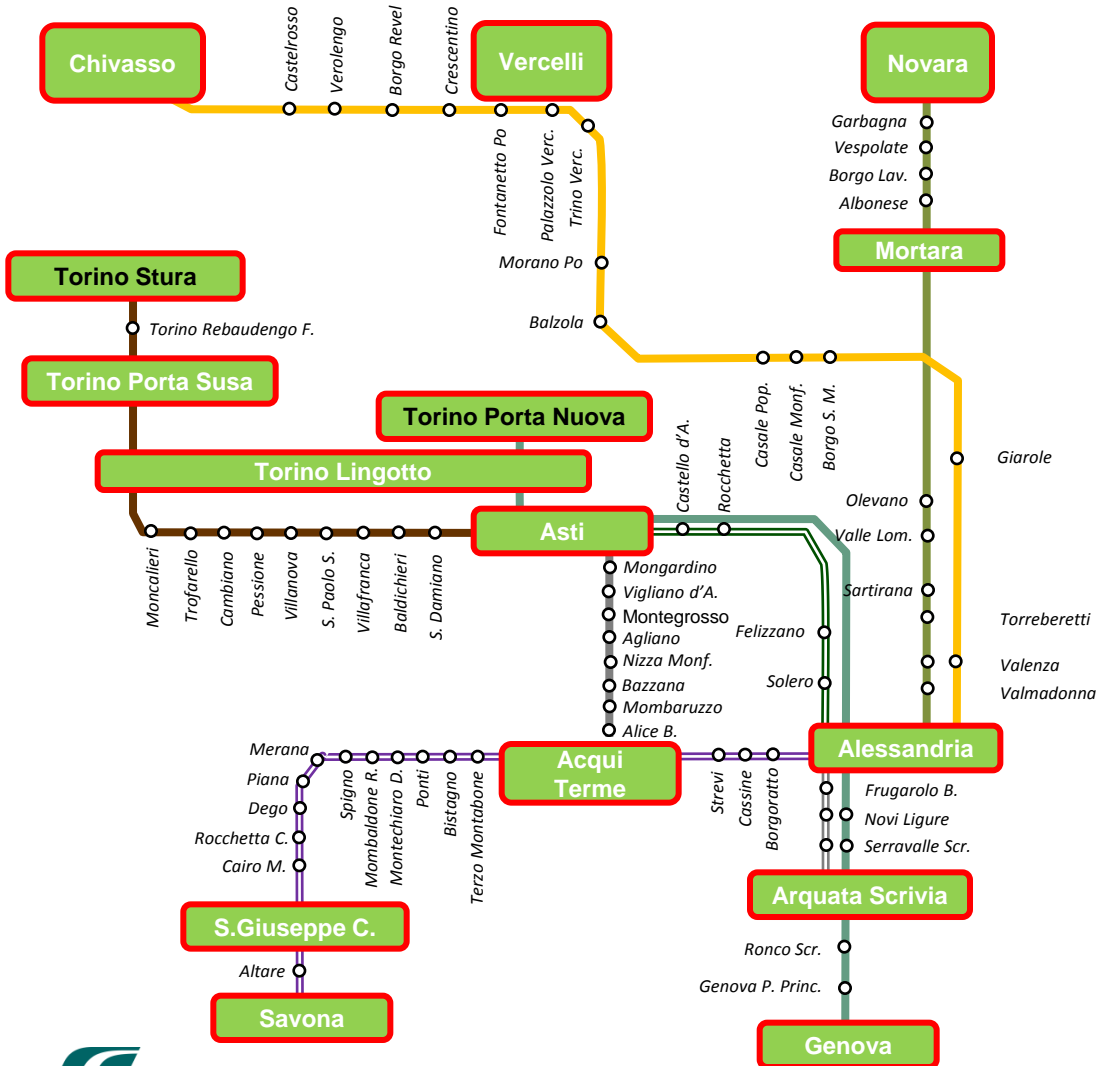 Chivasso
Castelrosso
Verolengo
Borgo Revel
Crescentino
Vercelli
Novara
Fontanetto Po
Palazzolo Verc.
Trino Verc.
Garbagna
Vespolate
Borgo Lav.
Albonese
Mortara
Torino Stura
Morano Po
Torino Rebaudengo F.
Balzola
Torino Porta Susa
Torino Porta Nuova
Casale Pop.
Casale Monf.
Borgo S. M.
Castello d'A.
Rocchetta
Giarole
Torino Lingotto
Olevano
Asti
Valle Lom.
Moncalieri
Trofarello
Cambiano
Pessione
Villanova
S. Paolo S.
Villafranca
Baldichieri
S. Damiano
Mongardino
Vigliano d'A.
Montegrosso
Agliano
Nizza Monf.
Bazzana
Mombaruzzo
Alice B.
Sartirana
Torreberetti
Felizzano
Valenza
Solero
Valmadonna
Merana
Piana
Dego
Rocchetta C.
Cairo M.
Spigno
Mombaldone R.
Montechiaro D.
Ponti
Bistagno
Terzo Montabone
Acqui
Terme
Strevi
Cassine
Borgoratto
Alessandria
Frugarolo B.
Novi Ligure
Serravalle Scr.
Arquata Scrivia
S.Giuseppe C.
Ronco Scr.
Altare
Genova P. Princ.
Savona
Genova